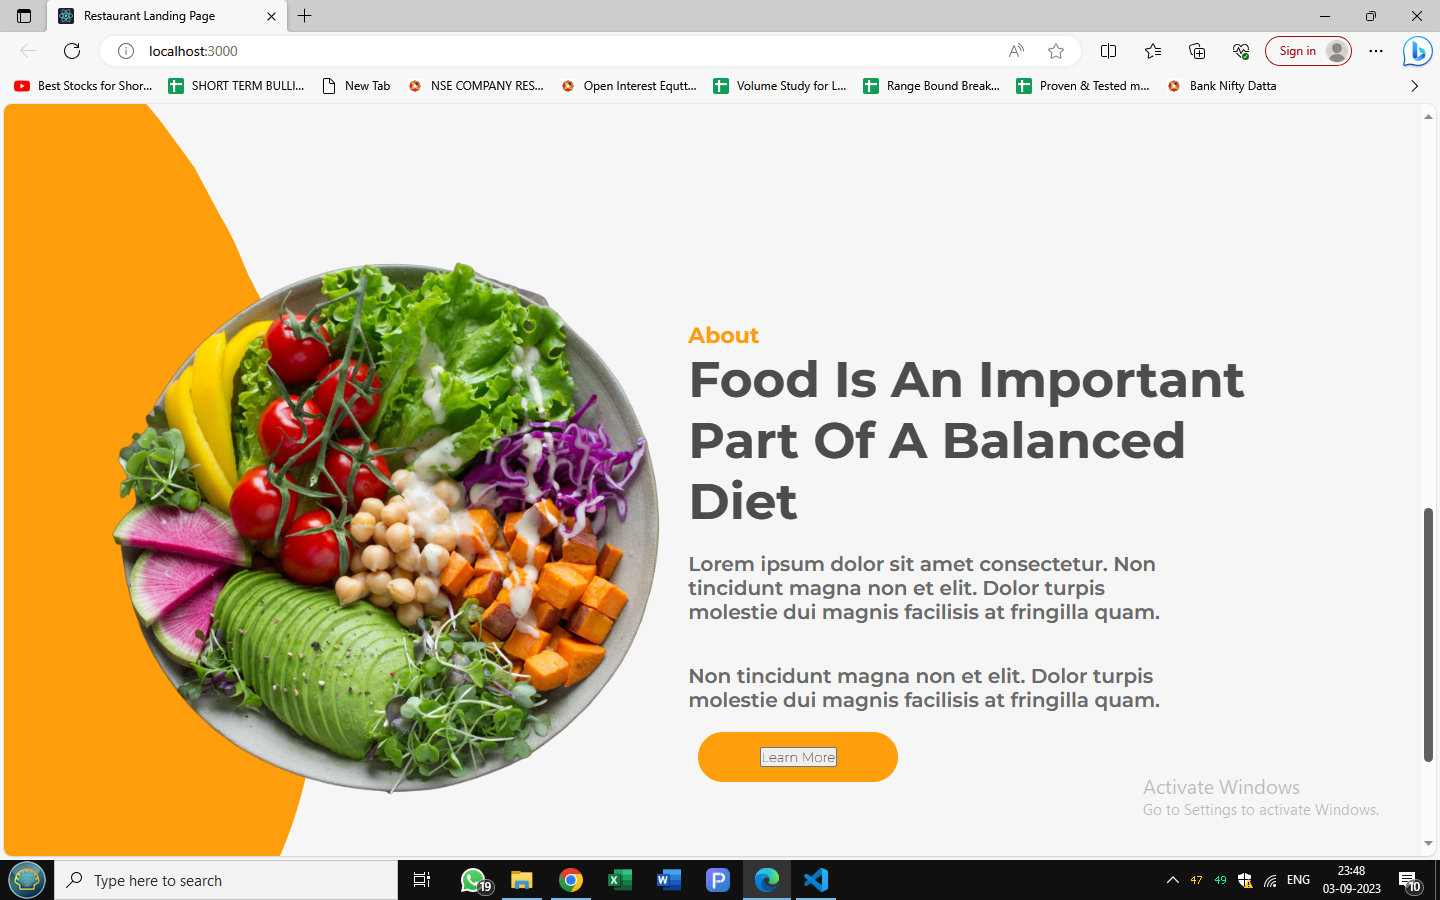 Restaurant Landing Page
localhost:3000
Sign in
Best Stocks for Shor...
SHORT TERM BULLI...
New Tab
NSE COMPANY RES...
Open Interest Equtt...
Volume Study for L...
Range Bound Break...
Proven & Tested m...
Bank Nifty Datta
About
Food Is An Important
Part Of A Balanced
Diet
Lorem ipsum dolor sit amet consectetur. Non
tincidunt magna non et elit. Dolor turpis
molestie dui magnis facilisis at fringilla quam.
Non tincidunt magna non et elit. Dolor turpis
molestie dui magnis facilisis at fringilla quam.
Learn More
Activate Windows
Go to Settings to activate Windows.
Type here to search
19
47
49
ENG
23:48
03-09-2023
10